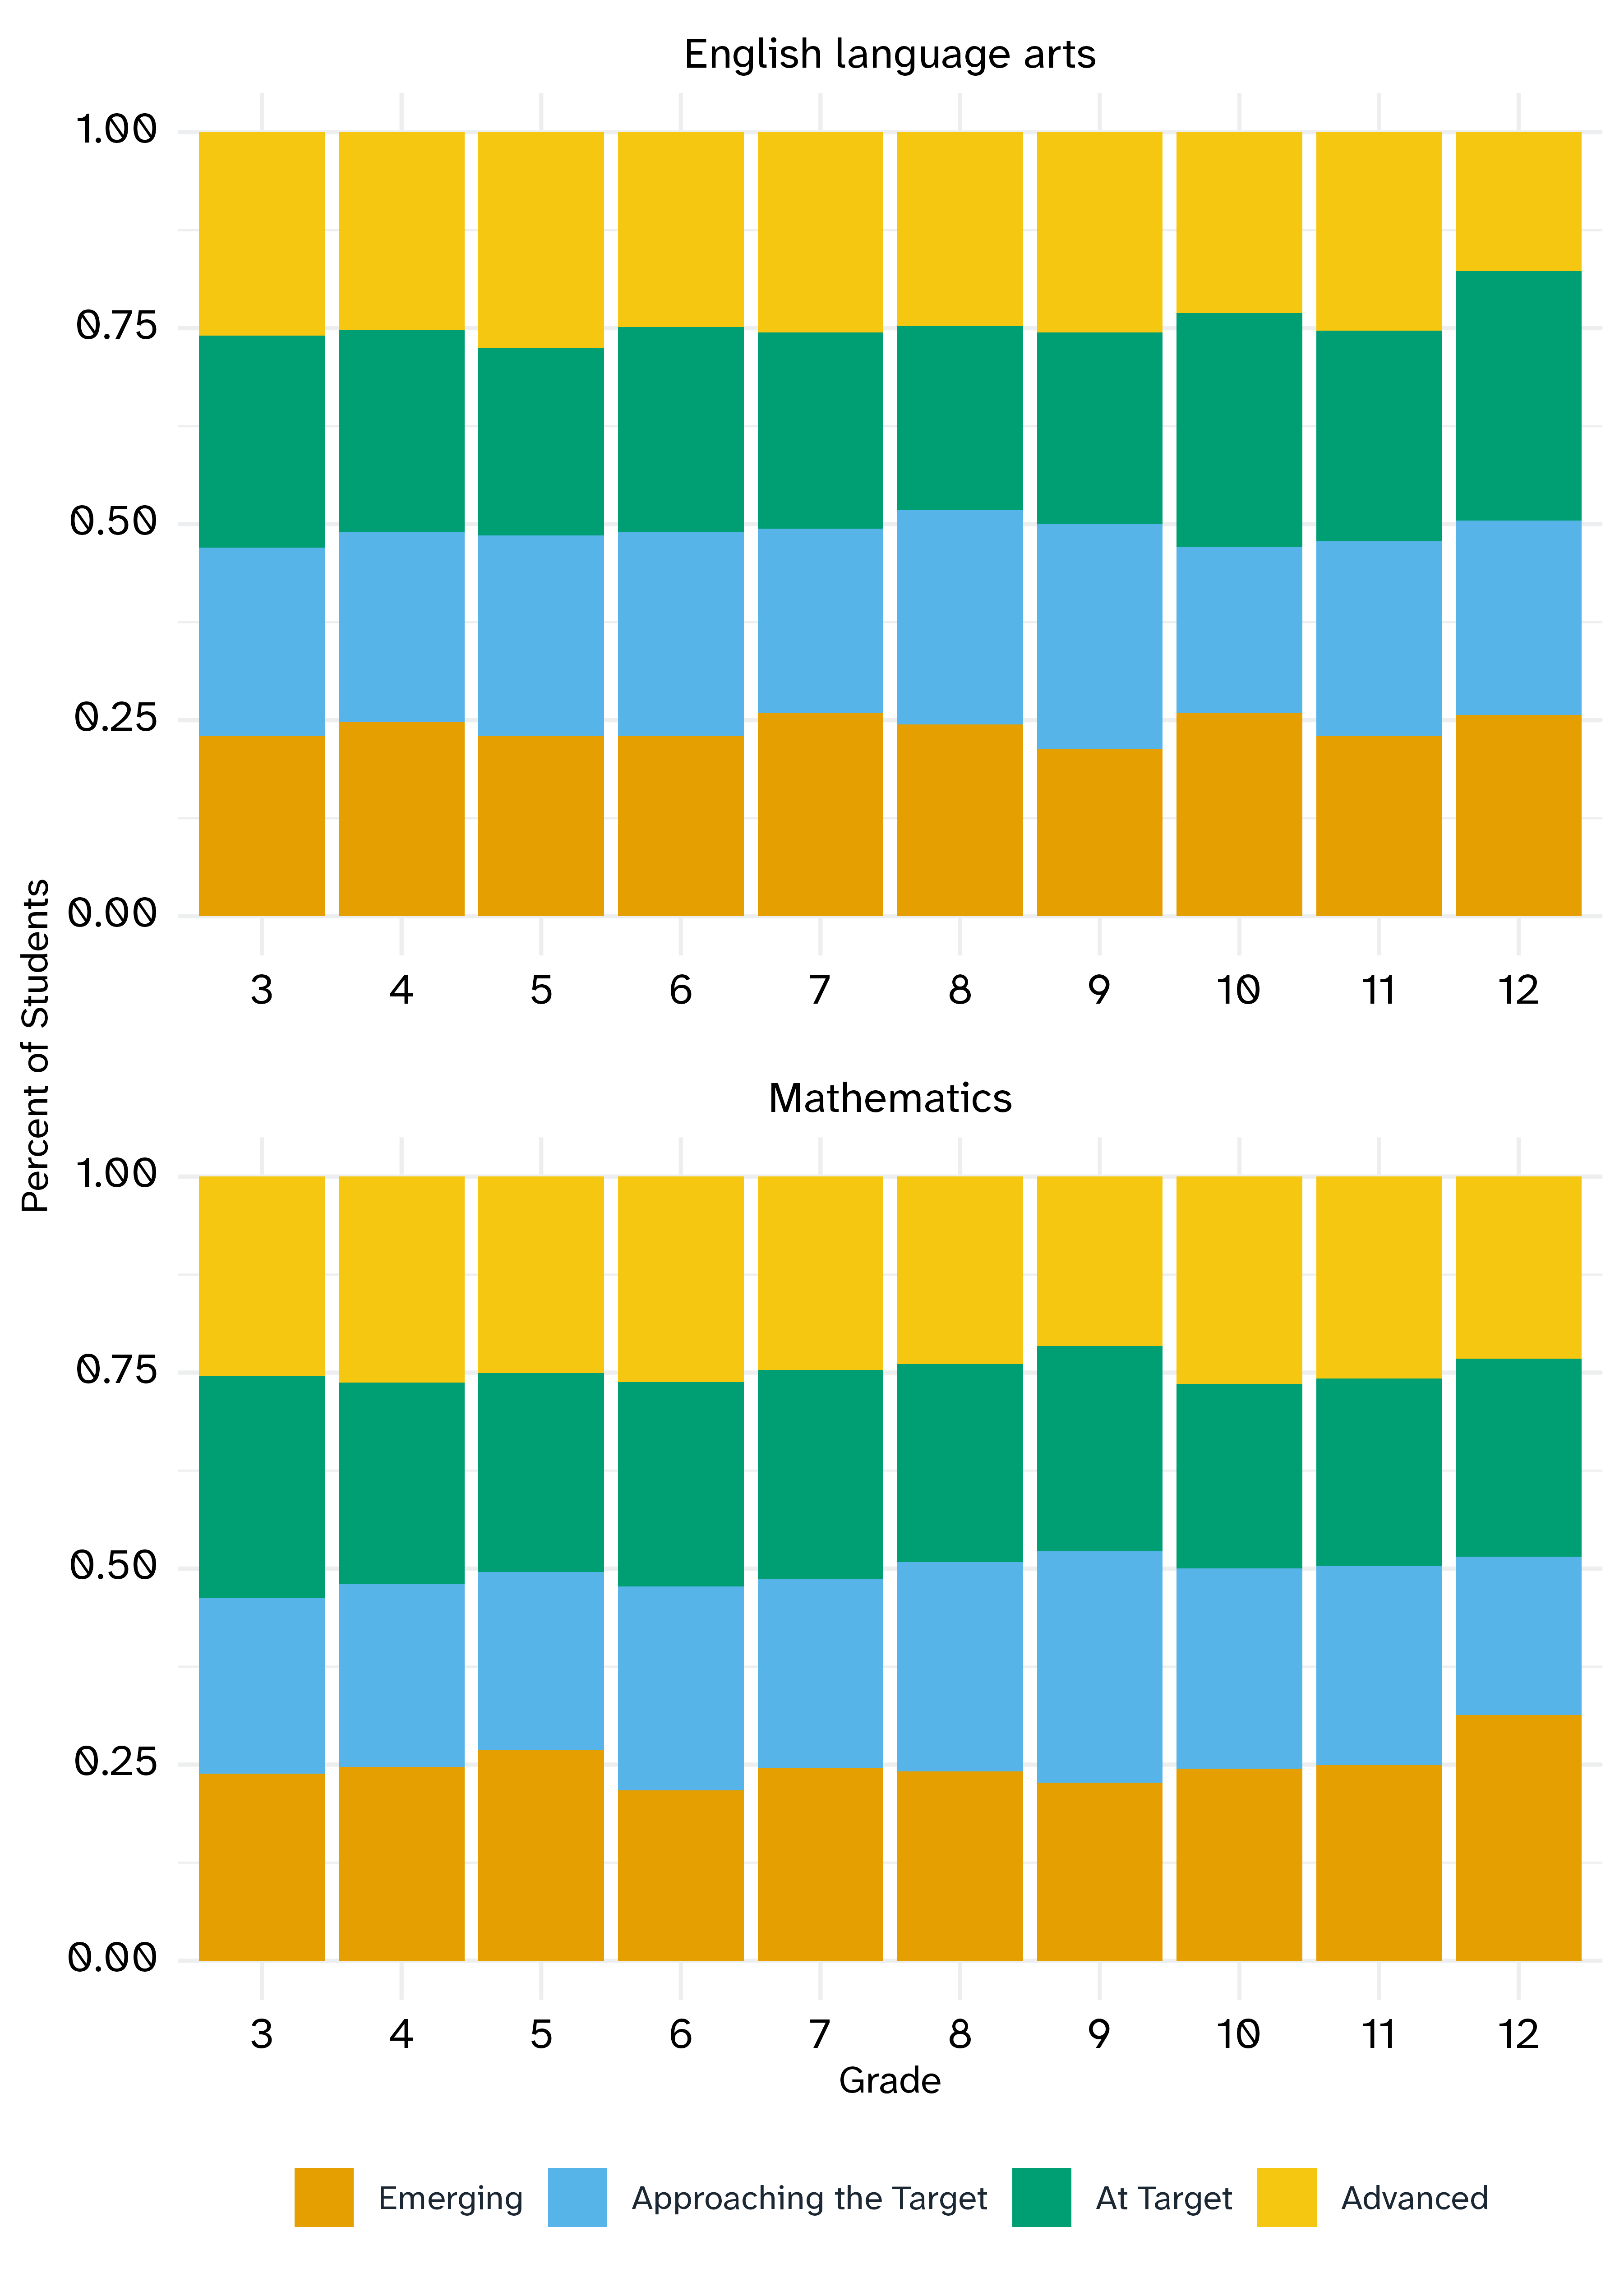 English language arts
1.00
0.75
0.50
0.25
0.00
3 4 5 6 7 8 9 10 11 12
Percent of Students
Mathematics
1.00
0.75
0.50
0.25
0.00
3 4 5 6 7 8 9 10 11 12
Grade
Emerging Approaching the Target At Target Advanced